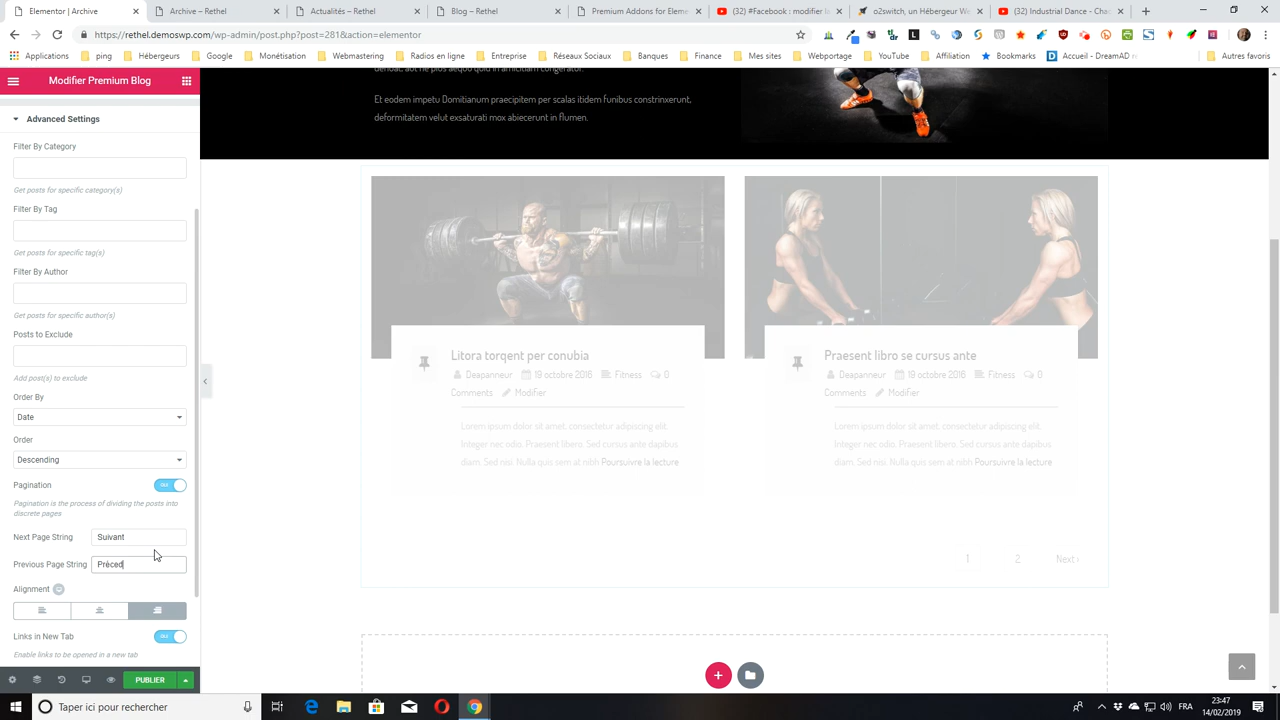 Elementor | Rethel
Accueil – Rethel
Actualités – Rethel
Elementor | Rethel
Premium Addons for Eleme
(32) #Facebook : modifier
o2switch, un Hébergeur We
(32) Industrial Dance – Cha
https://rethel.demoswp.com/wp-admin/post.php?post=281&action=elementor
Applications
ping
Hébergeurs
Monétisation
Webmastering
Radios en ligne
Entreprise
Réseaux Sociaux
Banques
Finance
Mes sites
Webportage
YouTube
Affiliation
Bookmarks
Accueil – DreamAD
Autres favoris
Modifier Premium Blog
Advanced Settings
Filter By Category
Get posts for specific category(s)
Filter By Tag
Get posts for specific tag(s)
Filter By Author
Get posts for specific author(s)
Posts to Exclude
Add post(s) to exclude
Order By
Date
Order
Descending
Pagination
OUI
Pagination is the process of dividing the posts into
discrete pages
Next Page String
Suivant
Previous Page String
Prèced
Alignment
Links in New Tab
OUI
Enable links to be opened in a new tab
PUBLIER
Et eodem impetu Domitianum praecipitem per scalas itidem funibus constrinxerunt,
deformitatem velut exsaturati mox abiecerunt in flumen.
Litora torqent per conubia
Deapanneur 19 octobre 2016 Fitness 0
Comments Modifier
Lorem ipsum dolor sit amet, consectetur adipiscing elit.
Integer nec odio. Praesent libero. Sed cursus ante dapibus
diam. Sed nisi. Nulla quis sem at nibh Poursuivre la lecture
Praesent libro se cursus ante
Deapanneur 19 octobre 2016 Fitness 0
Comments Modifier
Lorem ipsum dolor sit amet, consectetur adipiscing elit.
Integer nec odio. Praesent libero. Sed cursus ante dapibus
diam. Sed nisi. Nulla quis sem at nibh Poursuivre la lecture
1 2 Next ›
Taper ici pour rechercher
FRA
23:47
14/02/2019